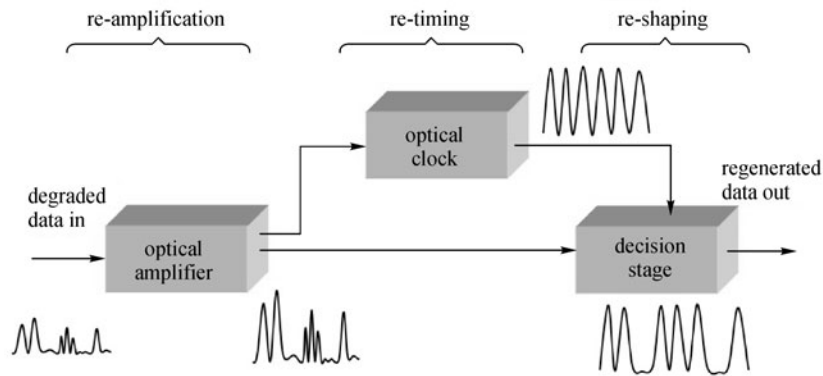 re-amplification
re-timing
re-shaping
optical
clock
degraded
data in
regenerated
data out
optical
amplifier
decision
stage